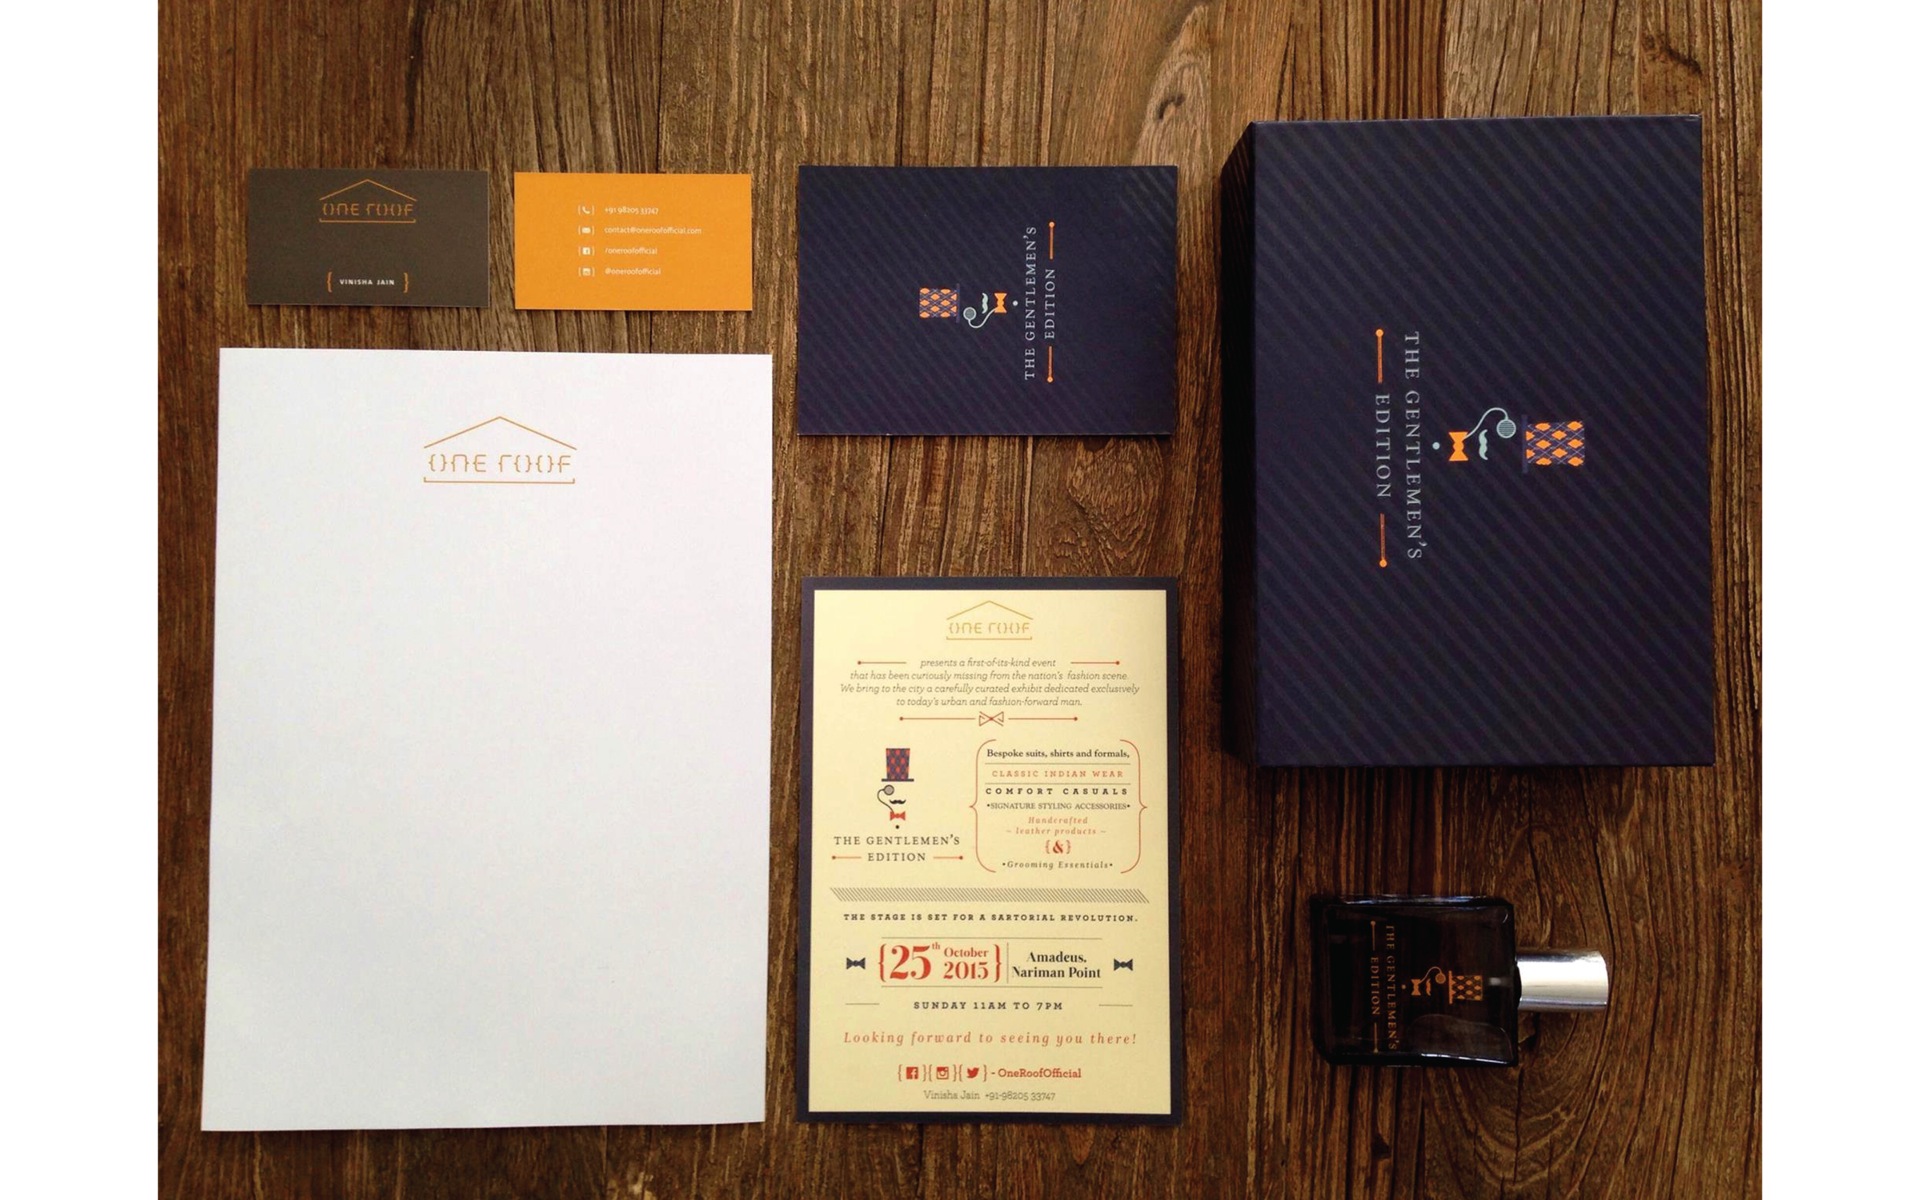 ONE ROOF
{ VINISHA JAIN }
+91 98205 33747
contact@oneroofofficial.com
/oneroofofficial
@oneroofofficial
ONE ROOF
THE GENTLEMEN'S
EDITION
ONE ROOF
presents a first-of-its-kind event
that has been curiously missing from the nation's fashion scene.
We bring to the city a carefully curated exhibit dedicated exclusively
to today's urban and fashion-forward man.
THE GENTLEMEN'S
EDITION
Bespoke suits, shirts and formals,
CLASSIC INDIAN WEAR
COMFORT CASUALS
•SIGNATURE STYLING ACCESSORIES•
Handcrafted
~ leather products ~
{&}
•Grooming Essentials•
THE STAGE IS SET FOR A SARTORIAL REVOLUTION.
{25th October 2015}
Amadeus,
Nariman Point
SUNDAY 11AM TO 7PM
Looking forward to seeing you there!
{ }{ }{ } - OneRoofOfficial
Vinisha Jain +91-98205 33747
THE GENTLEMEN'S
EDITION
THE GENTLEMEN'S
EDITION